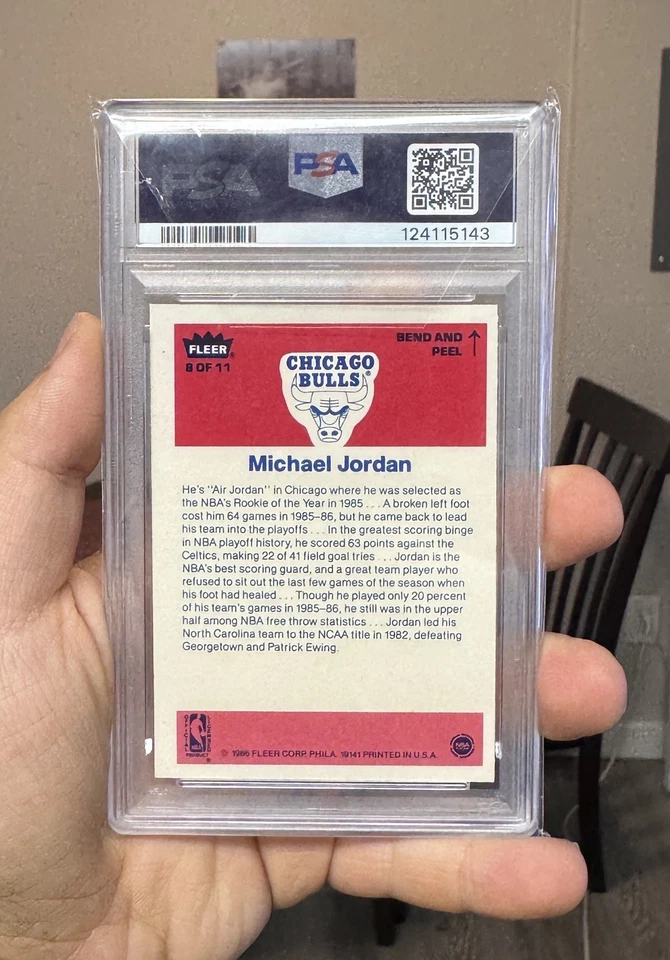 PSA
PSA
124115143
FLEER®
8 OF 11
BEND AND
PEEL ↑
CHICAGO
BULLS®
Michael Jordan
He's "Air Jordan" in Chicago where he was selected as
the NBA's Rookie of the Year in 1985 . . . A broken left foot
cost him 64 games in 1985–86, but he came back to lead
his team into the playoffs . . . In the greatest scoring binge
in NBA playoff history, he scored 63 points against the
Celtics, making 22 of 41 field goal tries . . . Jordan is the
NBA's best scoring guard, and a great team player who
refused to sit out the last few games of the season when
his foot had healed . . . Though he played only 20 percent
of his team's games in 1985–86, he still was in the upper
half among NBA free throw statistics . . . Jordan led his
North Carolina team to the NCAA title in 1982, defeating
Georgetown and Patrick Ewing.
OFFICIAL
LICENSED
NBA
PRODUCT
®
© 1986 FLEER CORP. PHILA. 19141 PRINTED IN U.S.A.
NBA